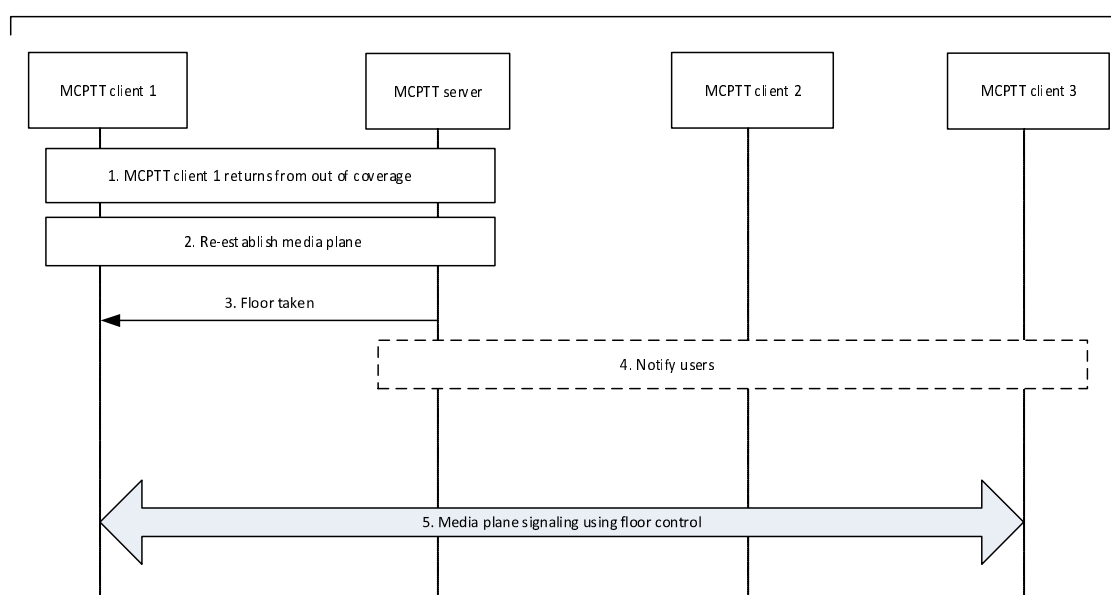 MCPTT client 1
MCPTT server
MCPTT client 2
MCPTT client 3
1. MCPTT client 1 returns from out of coverage
2. Re-establish media plane
3. Floor taken
4. Notify users
5. Media plane signaling using floor control